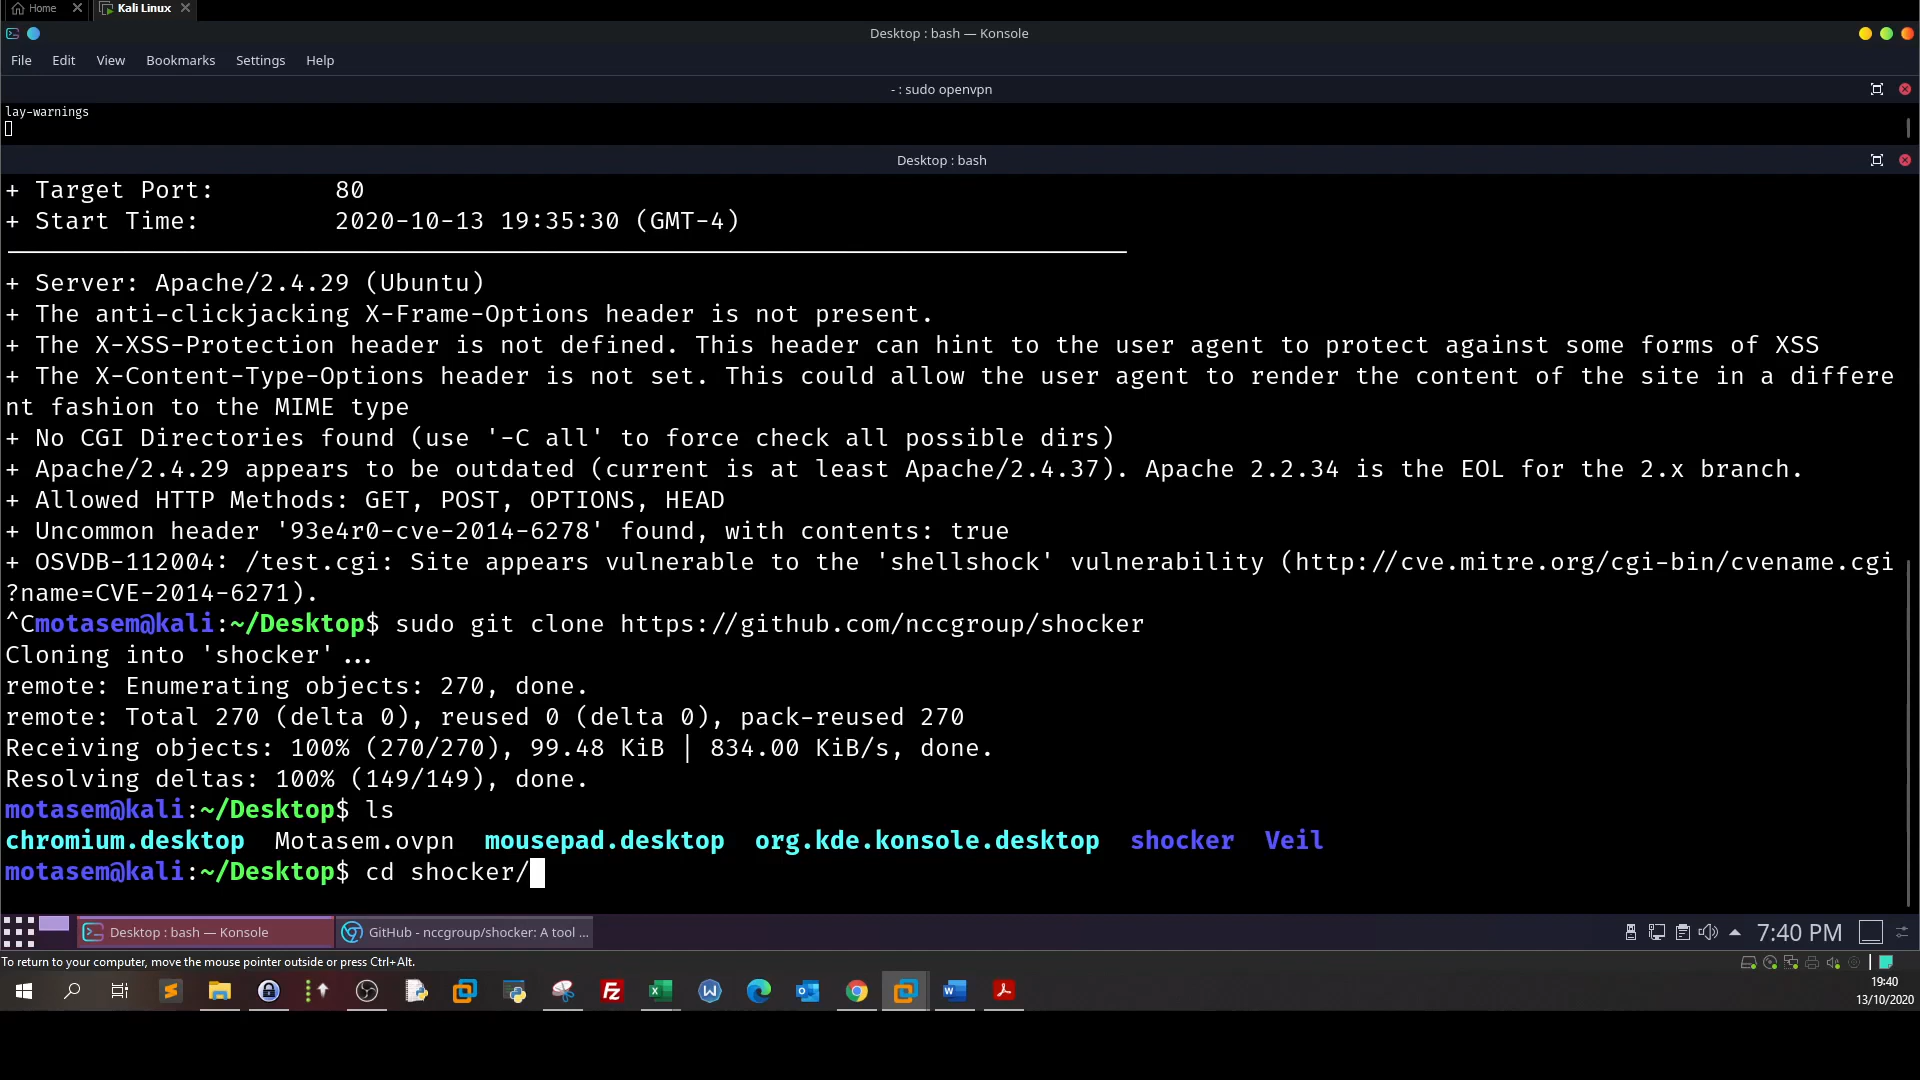 Home
Kali Linux
Desktop : bash — Konsole
File Edit View Bookmarks Settings Help
- : sudo openvpn
lay-warnings
Desktop : bash
+ Target Port: 80
+ Start Time: 2020-10-13 19:35:30 (GMT-4)
+ Server: Apache/2.4.29 (Ubuntu)
+ The anti-clickjacking X-Frame-Options header is not present.
+ The X-XSS-Protection header is not defined. This header can hint to the user agent to protect against some forms of XSS
+ The X-Content-Type-Options header is not set. This could allow the user agent to render the content of the site in a differe
nt fashion to the MIME type
+ No CGI Directories found (use '-C all' to force check all possible dirs)
+ Apache/2.4.29 appears to be outdated (current is at least Apache/2.4.37). Apache 2.2.34 is the EOL for the 2.x branch.
+ Allowed HTTP Methods: GET, POST, OPTIONS, HEAD
+ Uncommon header '93e4r0-cve-2014-6278' found, with contents: true
+ OSVDB-112004: /test.cgi: Site appears vulnerable to the 'shellshock' vulnerability (http://cve.mitre.org/cgi-bin/cvename.cgi
?name=CVE-2014-6271).
^Cmotasem@kali:~/Desktop$ sudo git clone https://github.com/nccgroup/shocker
Cloning into 'shocker'...
remote: Enumerating objects: 270, done.
remote: Total 270 (delta 0), reused 0 (delta 0), pack-reused 270
Receiving objects: 100% (270/270), 99.48 KiB | 834.00 KiB/s, done.
Resolving deltas: 100% (149/149), done.
motasem@kali:~/Desktop$ ls
chromium.desktop Motasem.ovpn mousepad.desktop org.kde.konsole.desktop shocker Veil
motasem@kali:~/Desktop$ cd shocker/
Desktop : bash — Konsole
GitHub - nccgroup/shocker: A tool ...
7:40 PM
To return to your computer, move the mouse pointer outside or press Ctrl+Alt.
19:40
13/10/2020